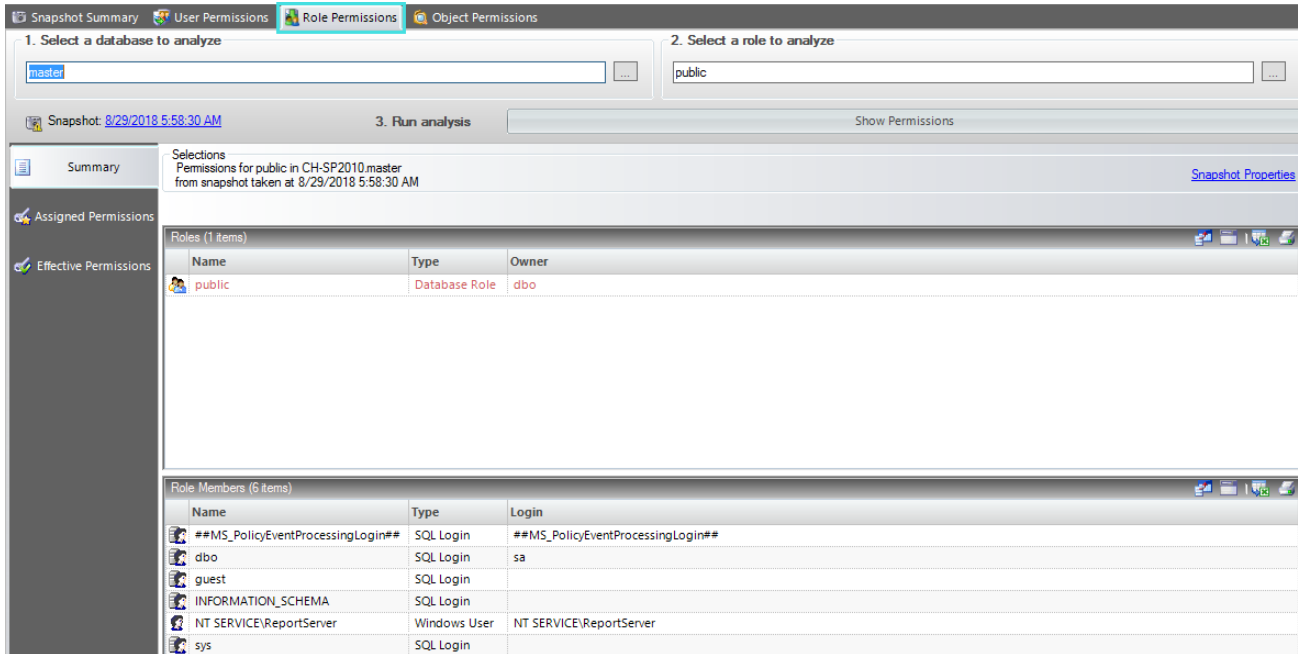 Snapshot Summary User Permissions Role Permissions Object Permissions
1. Select a database to analyze 2. Select a role to analyze
master ... public ...
Snapshot: 8/29/2018 5:58:30 AM 3. Run analysis Show Permissions
Summary
Assigned Permissions
Effective Permissions
Selections
Permissions for public in CH-SP2010.master
from snapshot taken at 8/29/2018 5:58:30 AM
Snapshot Properties
Roles (1 items)
Name Type Owner
public Database Role dbo
Role Members (6 items)
Name Type Login
##MS_PolicyEventProcessingLogin## SQL Login ##MS_PolicyEventProcessingLogin##
dbo SQL Login sa
guest SQL Login
INFORMATION_SCHEMA SQL Login
NT SERVICE\ReportServer Windows User NT SERVICE\ReportServer
sys SQL Login